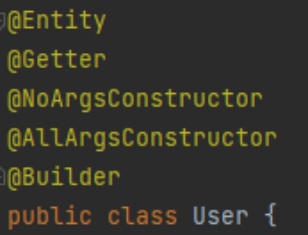 @Entity
@Getter
@NoArgsConstructor
@AllArgsConstructor
@Builder
public class User {